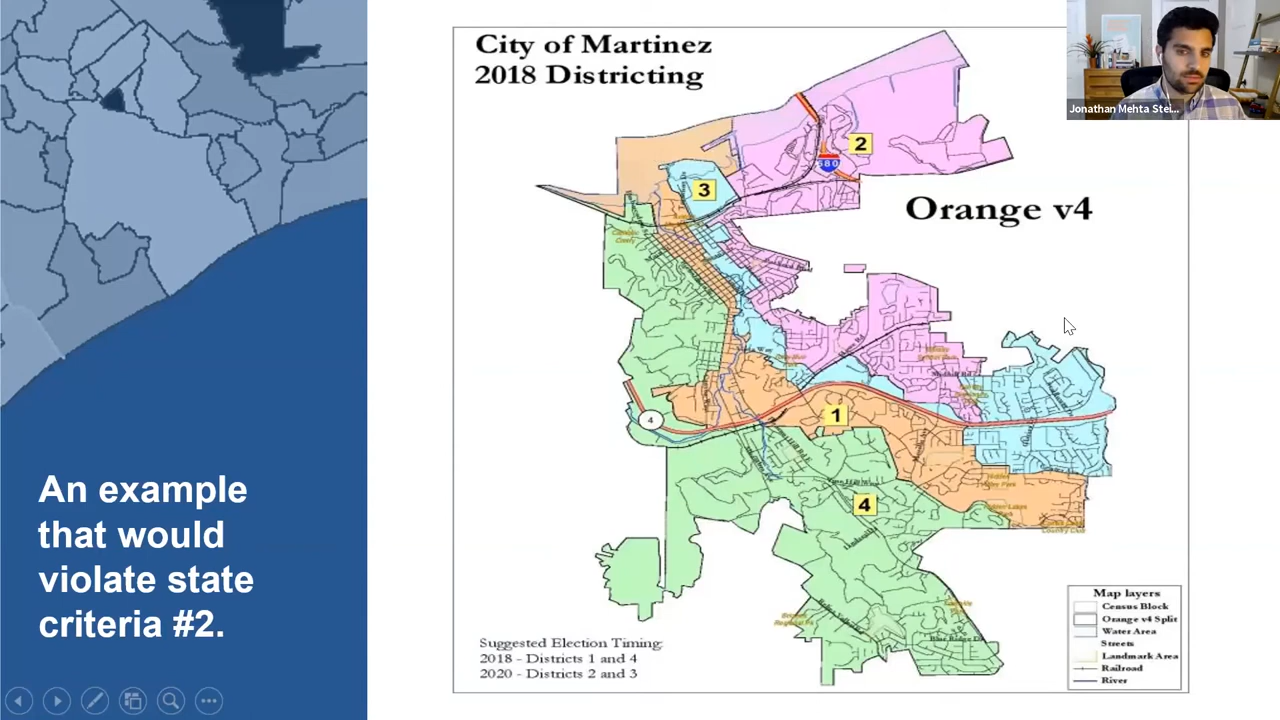 City of Martinez
2018 Districting
Jonathan Mehta Stei...
2
680
3
Orange v4
1
4
4
An example
that would
violate state
criteria #2.
Suggested Election Timing:
2018 - Districts 1 and 4
2020 - Districts 2 and 3
Map layers
Census Block
Orange v4 Split
Water Area
Streets
Landmark Area
Railroad
River